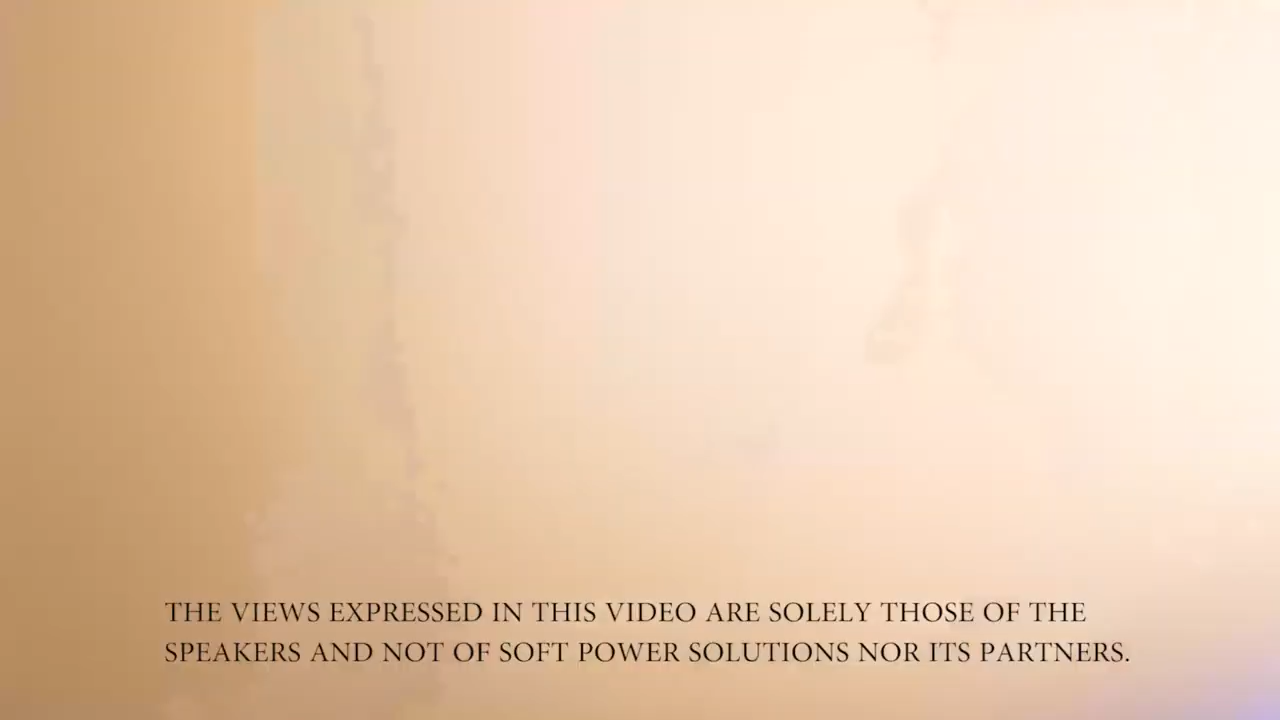 THE VIEWS EXPRESSED IN THIS VIDEO ARE SOLELY THOSE OF THE
SPEAKERS AND NOT OF SOFT POWER SOLUTIONS NOR ITS PARTNERS.